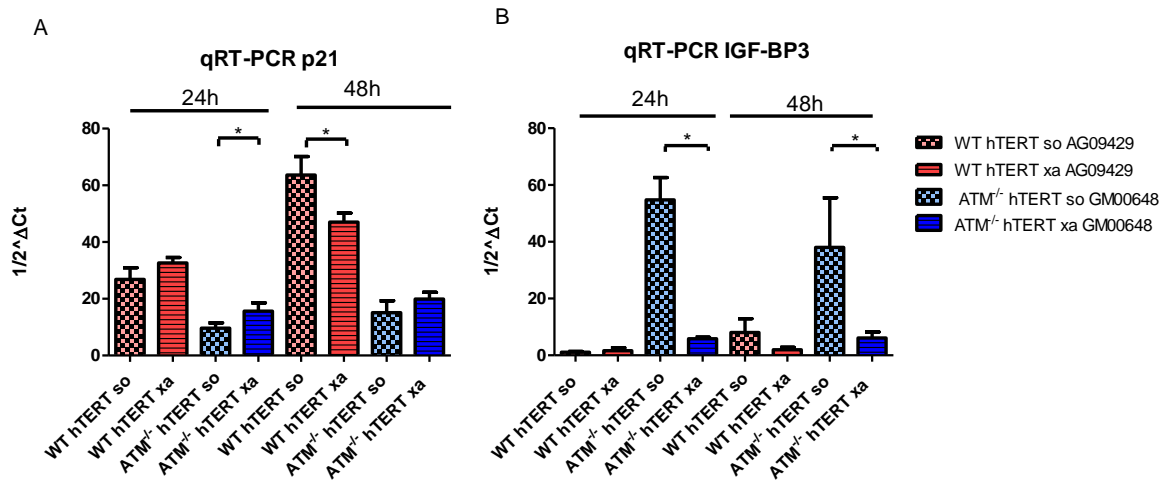 A
qRT-PCR p21
24h
48h
*
*
1/2^ΔCt
80
60
40
20
0
WT hTERT so
WT hTERT xa
ATM-/- hTERT so
ATM-/- hTERT xa
WT hTERT so
WT hTERT xa
ATM-/- hTERT so
ATM-/- hTERT xa
B
qRT-PCR IGF-BP3
24h
48h
*
*
1/2^ΔCt
80
60
40
20
0
WT hTERT so
WT hTERT xa
ATM-/- hTERT so
ATM-/- hTERT xa
WT hTERT so
WT hTERT xa
ATM-/- hTERT so
ATM-/- hTERT xa
WT hTERT so AG09429
WT hTERT xa AG09429
ATM-/- hTERT so GM00648
ATM-/- hTERT xa GM00648